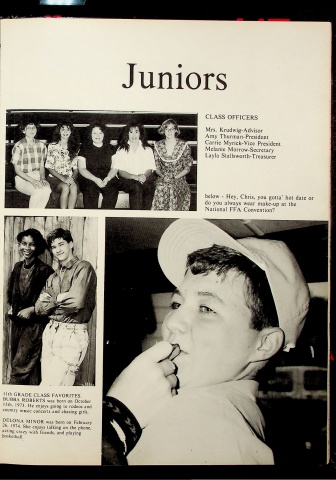 Juniors
CLASS OFFICERS
Mrs. Krudwig-Advisor
Amy Thurman-President
Carrie Myrick-Vice President
Melanie Morrow-Secretary
Layla Stallsworth-Treasurer
below - Hey, Chris, you gotta' hot date or
do you always wear make-up at the
National FFA Convention?
11th GRADE CLASS FAVORITES
BUBBA ROBERTS was born on October
13th, 1973. He enjoys going to rodeos and
country music concerts and chasing girls.
DELONA MINOR was born on February
26, 1974. She enjoys talking on the phone,
acting crazy with friends, and playing
basketball.